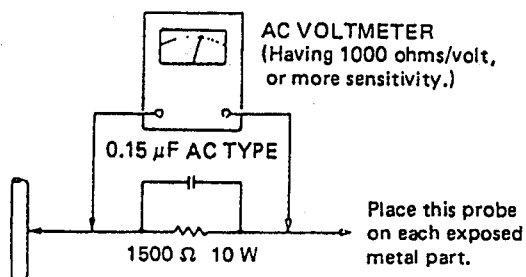 AC VOLTMETER
(Having 1000 ohms/volt,
or more sensitivity.)
0.15 µF AC TYPE
1500 Ω 10 W
Place this probe
on each exposed
metal part.